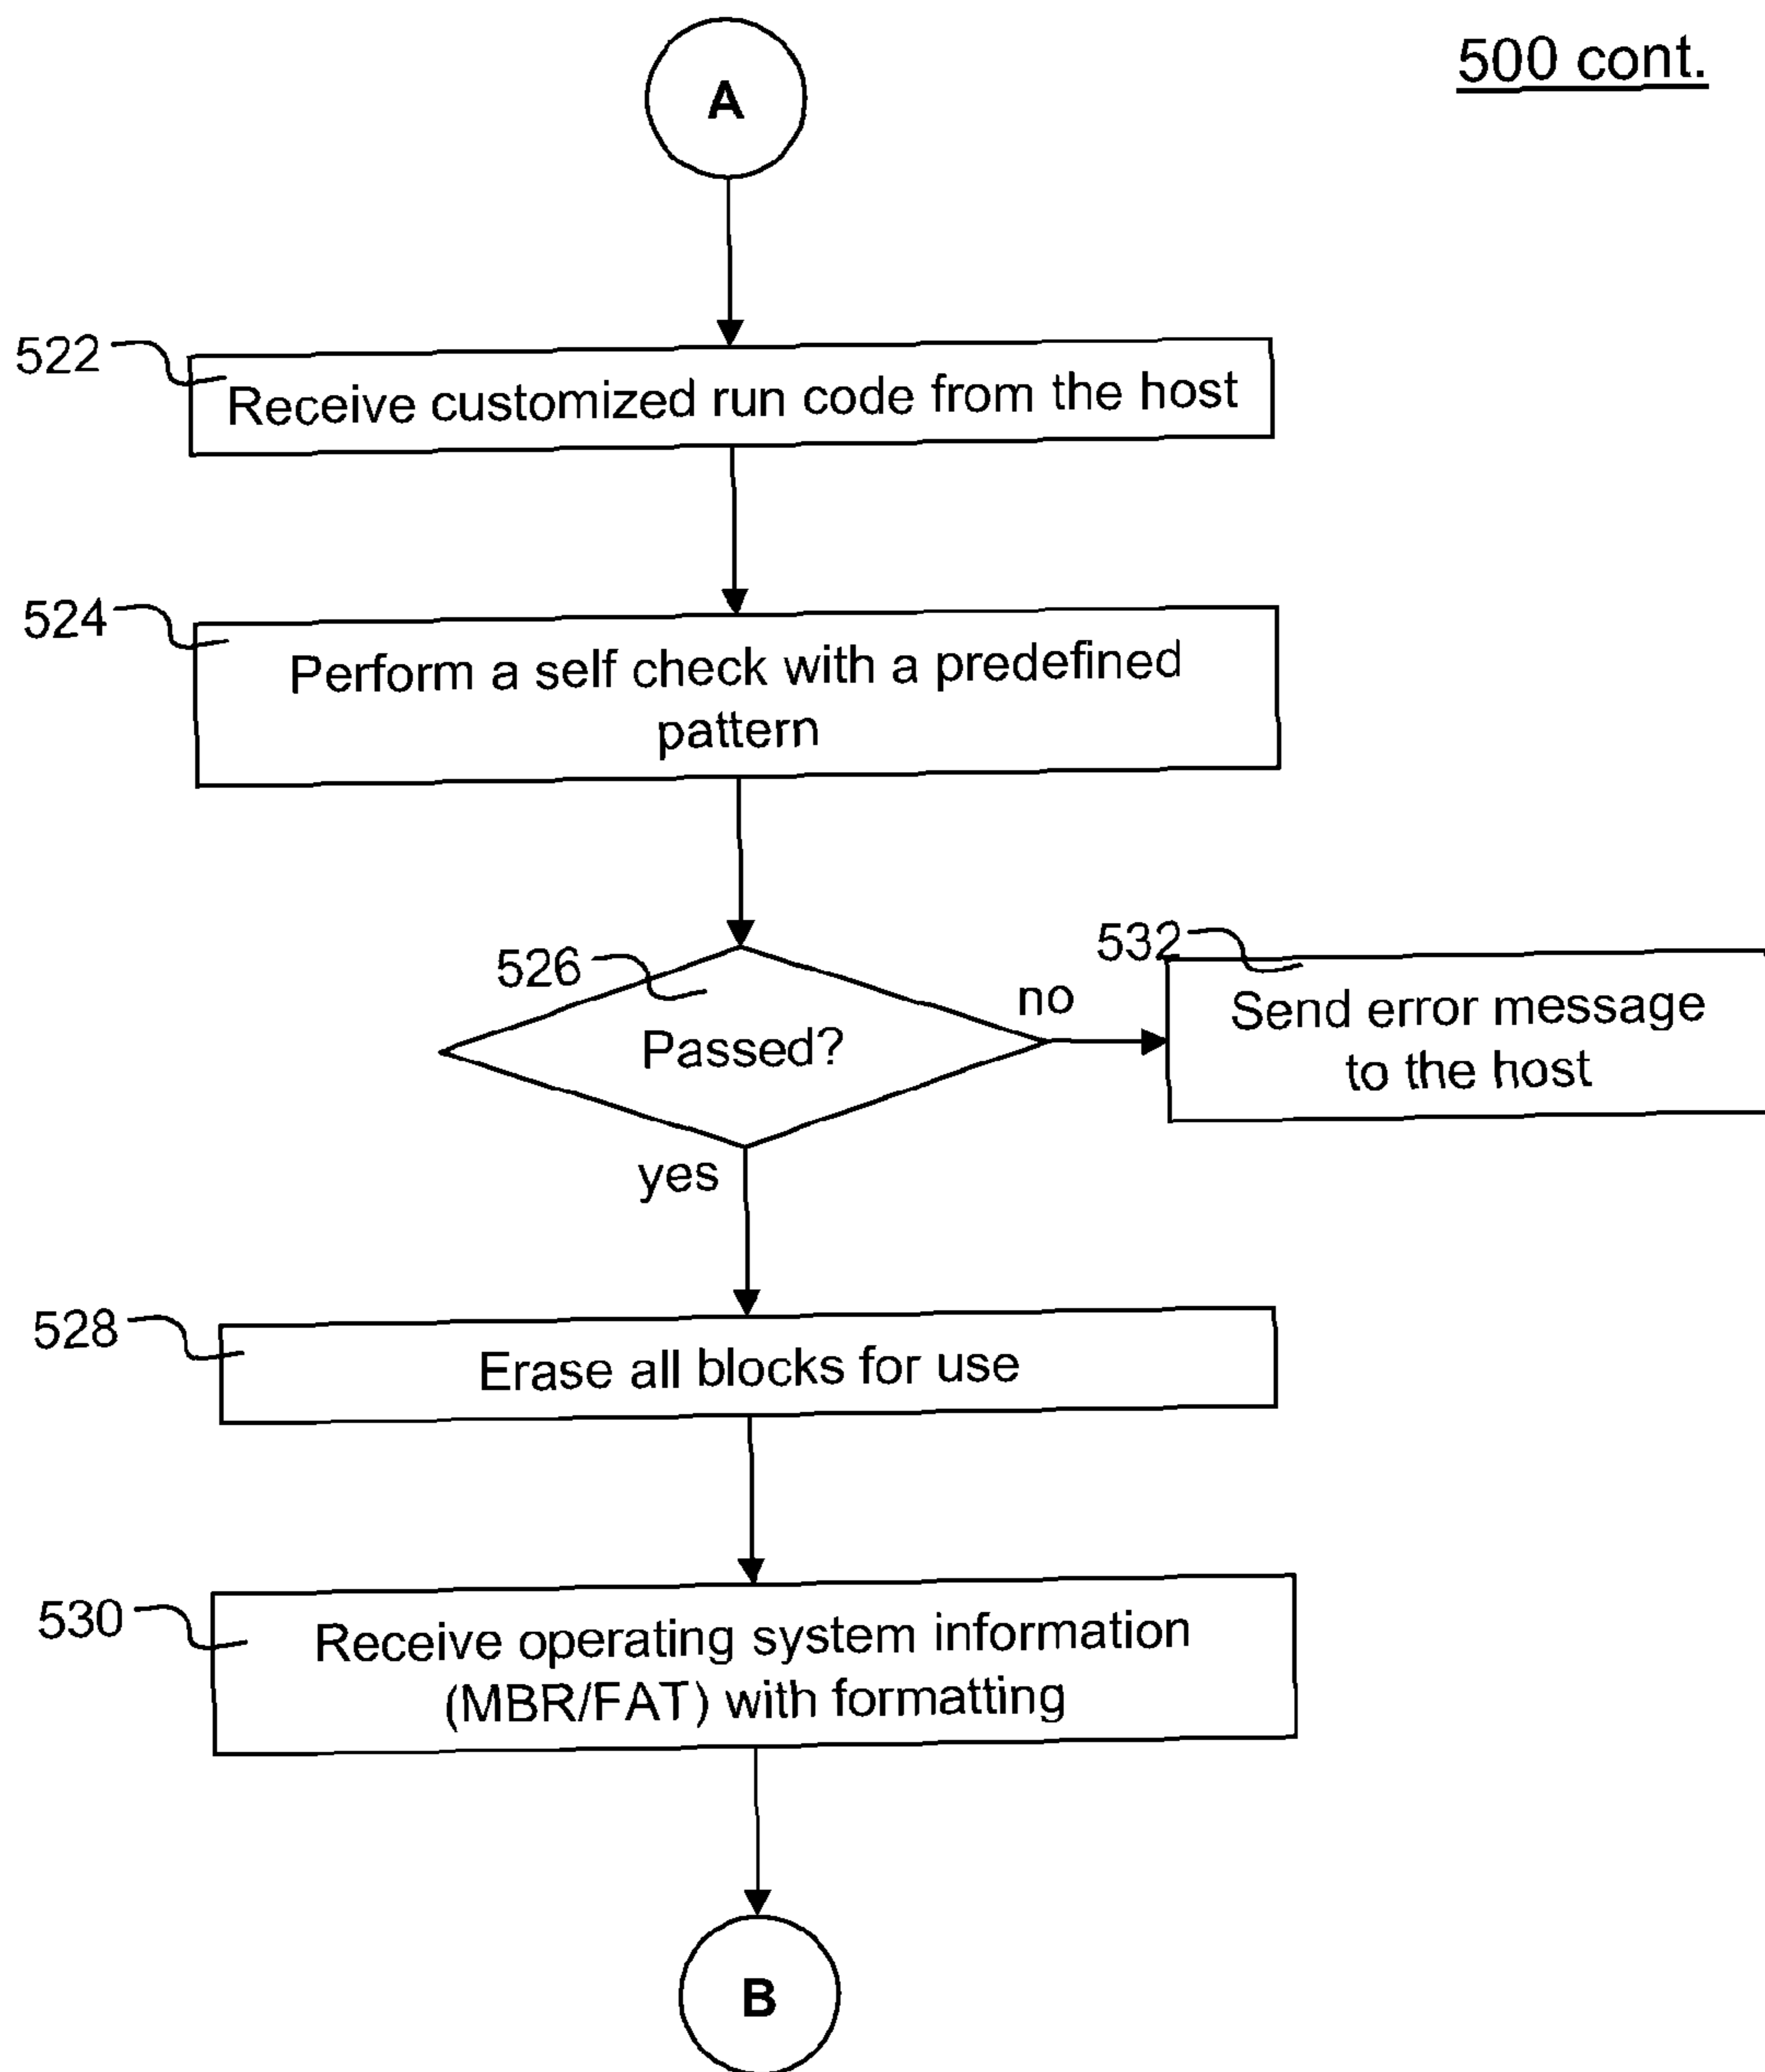 500 cont.
A
522
Receive customized run code from the host
524
Perform a self check with a predefined
pattern
526
Passed?
no
532
Send error message
to the host
yes
528
Erase all blocks for use
530
Receive operating system information
(MBR/FAT) with formatting
B